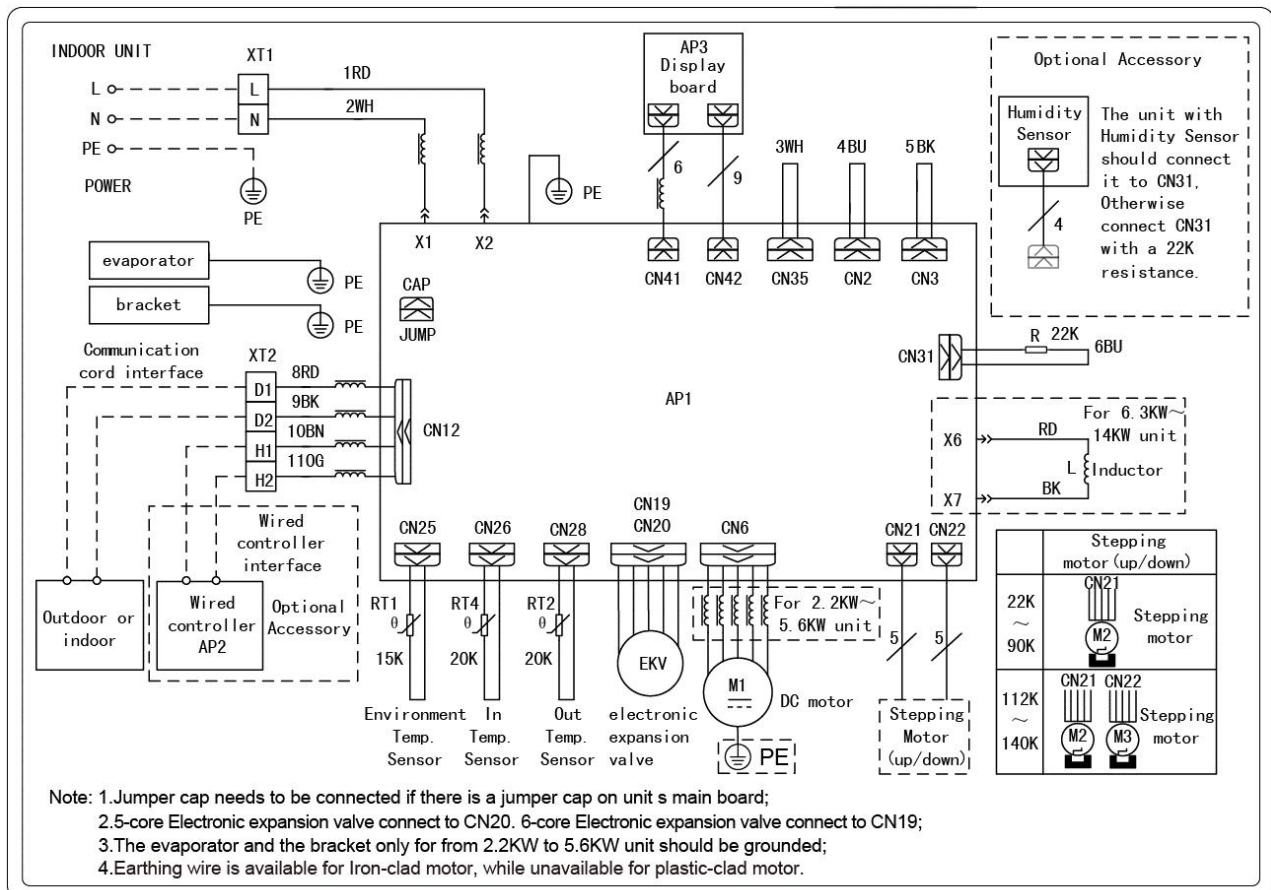 INDOOR UNIT
XT1
L
N
PE
POWER
L
N
1RD
2WH
PE
X1
X2
PE
AP3
Display
board
6
9
3WH
4BU
5BK
CN41
CN42
CN35
CN2
CN3
Optional Accessory
Humidity
Sensor
4
The unit with
Humidity Sensor
should connect
it to CN31,
Otherwise
connect CN31
with a 22K
resistance.
evaporator
PE
bracket
PE
CAP
JUMP
Communication
cord interface
XT2
D1
D2
H1
H2
8RD
9BK
10BN
11OG
CN12
AP1
CN31
R
22K
6BU
For 6.3KW～
14KW unit
X6
RD
L
Inductor
X7
BK
Wired
controller
interface
Outdoor or
indoor
Wired
controller
AP2
Optional
Accessory
CN25
CN26
CN28
CN19
CN20
CN6
CN21
CN22
RT1
θ
15K
RT4
θ
20K
RT2
θ
20K
EKV
For 2.2KW～
5.6KW unit
M1
DC motor
PE
5
5
Environment
Temp.
Sensor
In
Temp.
Sensor
Out
Temp.
Sensor
electronic
expansion
valve
Stepping
Motor
(up/down)
Stepping
motor(up/down)
22K
～
90K
CN21
M2
Stepping
motor
112K
～
140K
CN21
CN22
M2
M3
Stepping
motor
Note: 1.Jumper cap needs to be connected if there is a jumper cap on unit s main board;
2.5-core Electronic expansion valve connect to CN20. 6-core Electronic expansion valve connect to CN19;
3.The evaporator and the bracket only for from 2.2KW to 5.6KW unit should be grounded;
4.Earthing wire is available for Iron-clad motor, while unavailable for plastic-clad motor.